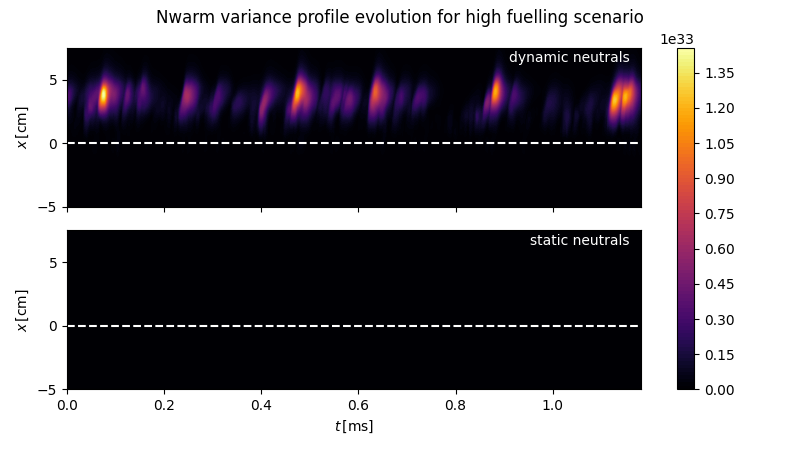 Nwarm variance profile evolution for high fuelling scenario
1e33
dynamic neutrals
5
0
−5
x [cm]
static neutrals
5
0
−5
x [cm]
0.0 0.2 0.4 0.6 0.8 1.0
t [ms]
1.35
1.20
1.05
0.90
0.75
0.60
0.45
0.30
0.15
0.00